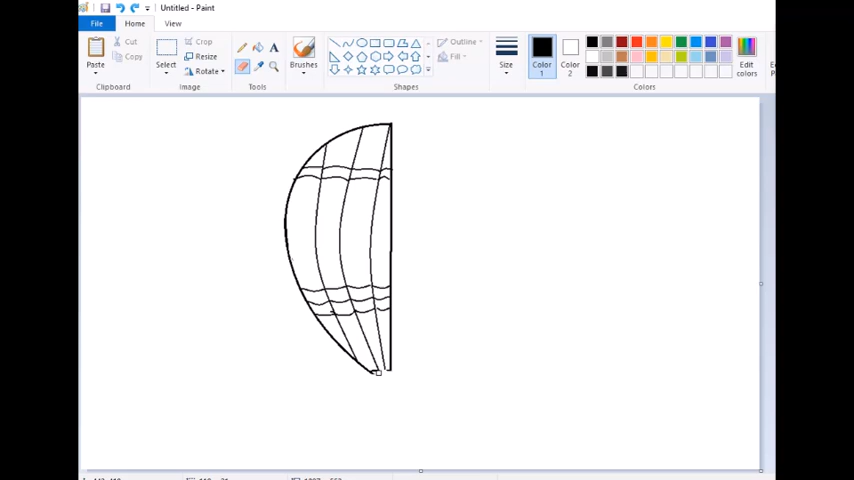 Untitled - Paint
File Home View
Paste
Cut
Copy
Clipboard
Select
Crop
Resize
Rotate
Image
A
Tools
Brushes
Outline
Fill
Shapes
Size
Color
1
Color
2
Edit
colors
Colors